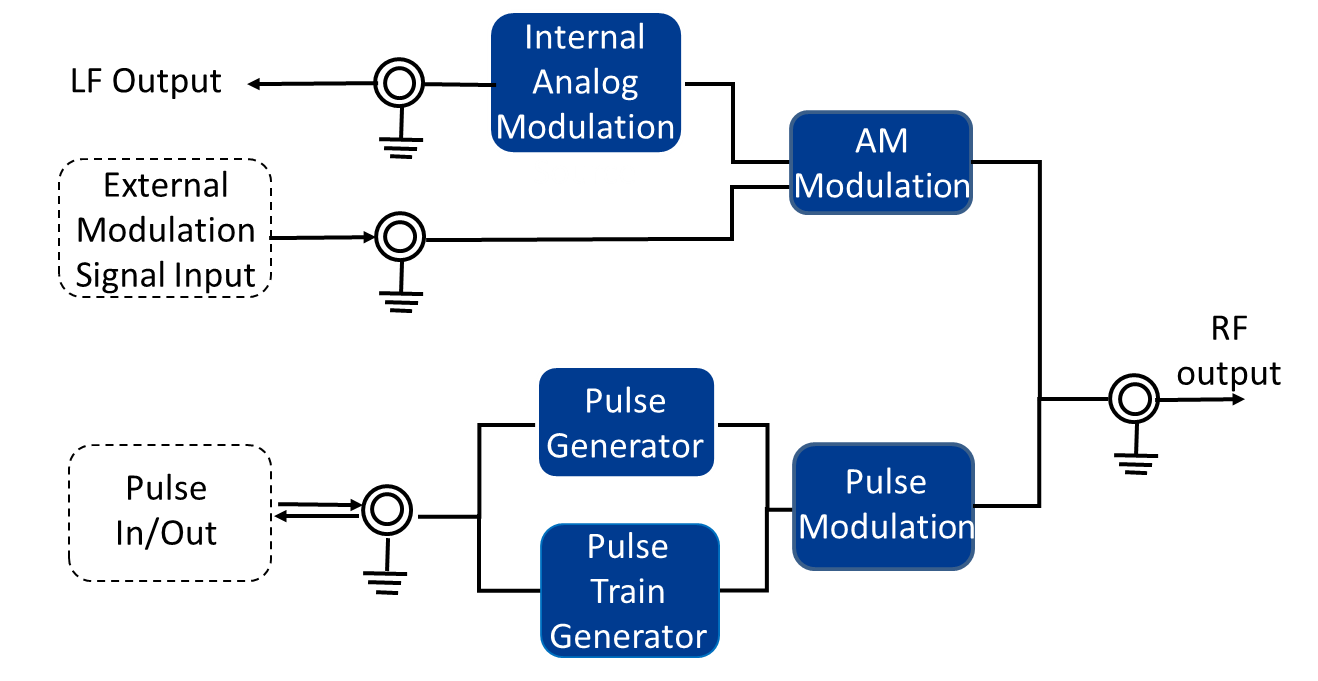 Internal
Analog
Modulation
LF Output
AM
Modulation
External
Modulation
Signal Input
RF
output
Pulse
Generator
Pulse
In/Out
Pulse
Modulation
Pulse
Train
Generator